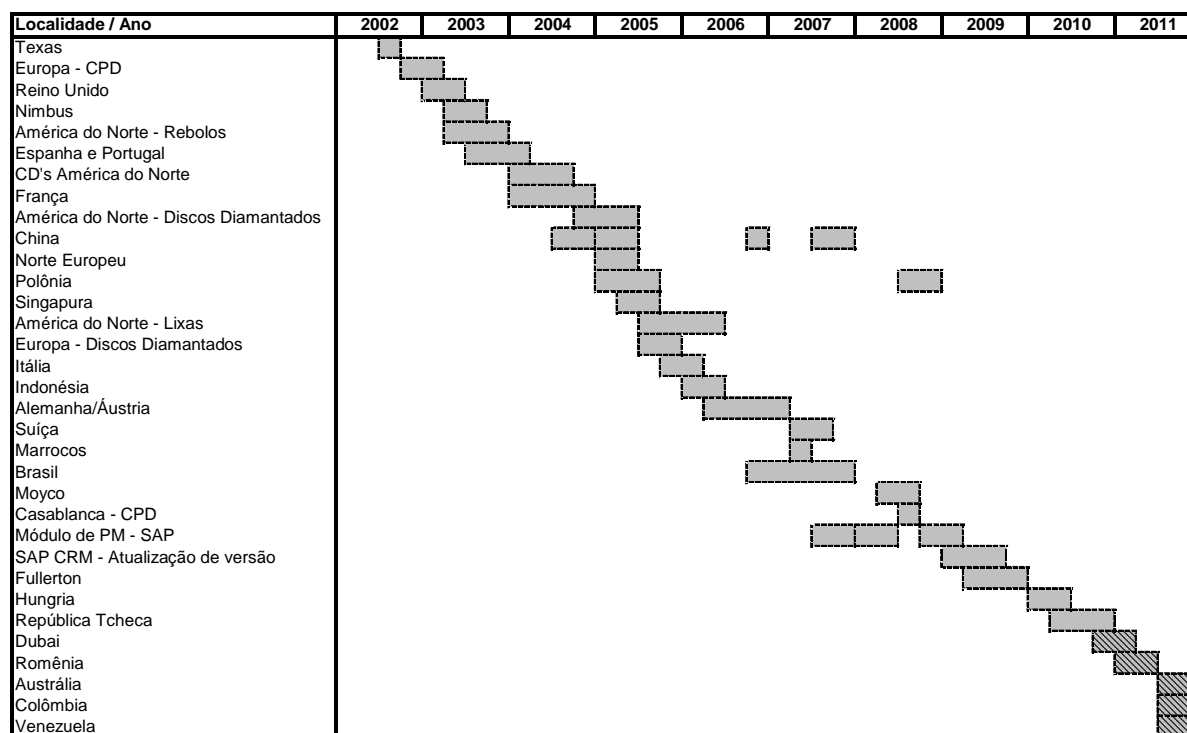 Localidade / Ano 2002 2003 2004 2005 2006 2007 2008 2009 2010 2011
Texas
Europa - CPD
Reino Unido
Nimbus
América do Norte - Rebolos
Espanha e Portugal
CD's América do Norte
França
América do Norte - Discos Diamantados
China
Norte Europeu
Polônia
Singapura
América do Norte - Lixas
Europa - Discos Diamantados
Itália
Indonésia
Alemanha/Áustria
Suíça
Marrocos
Brasil
Moyco
Casablanca - CPD
Módulo de PM - SAP
SAP CRM - Atualização de versão
Fullerton
Hungria
República Tcheca
Dubai
Romênia
Austrália
Colômbia
Venezuela